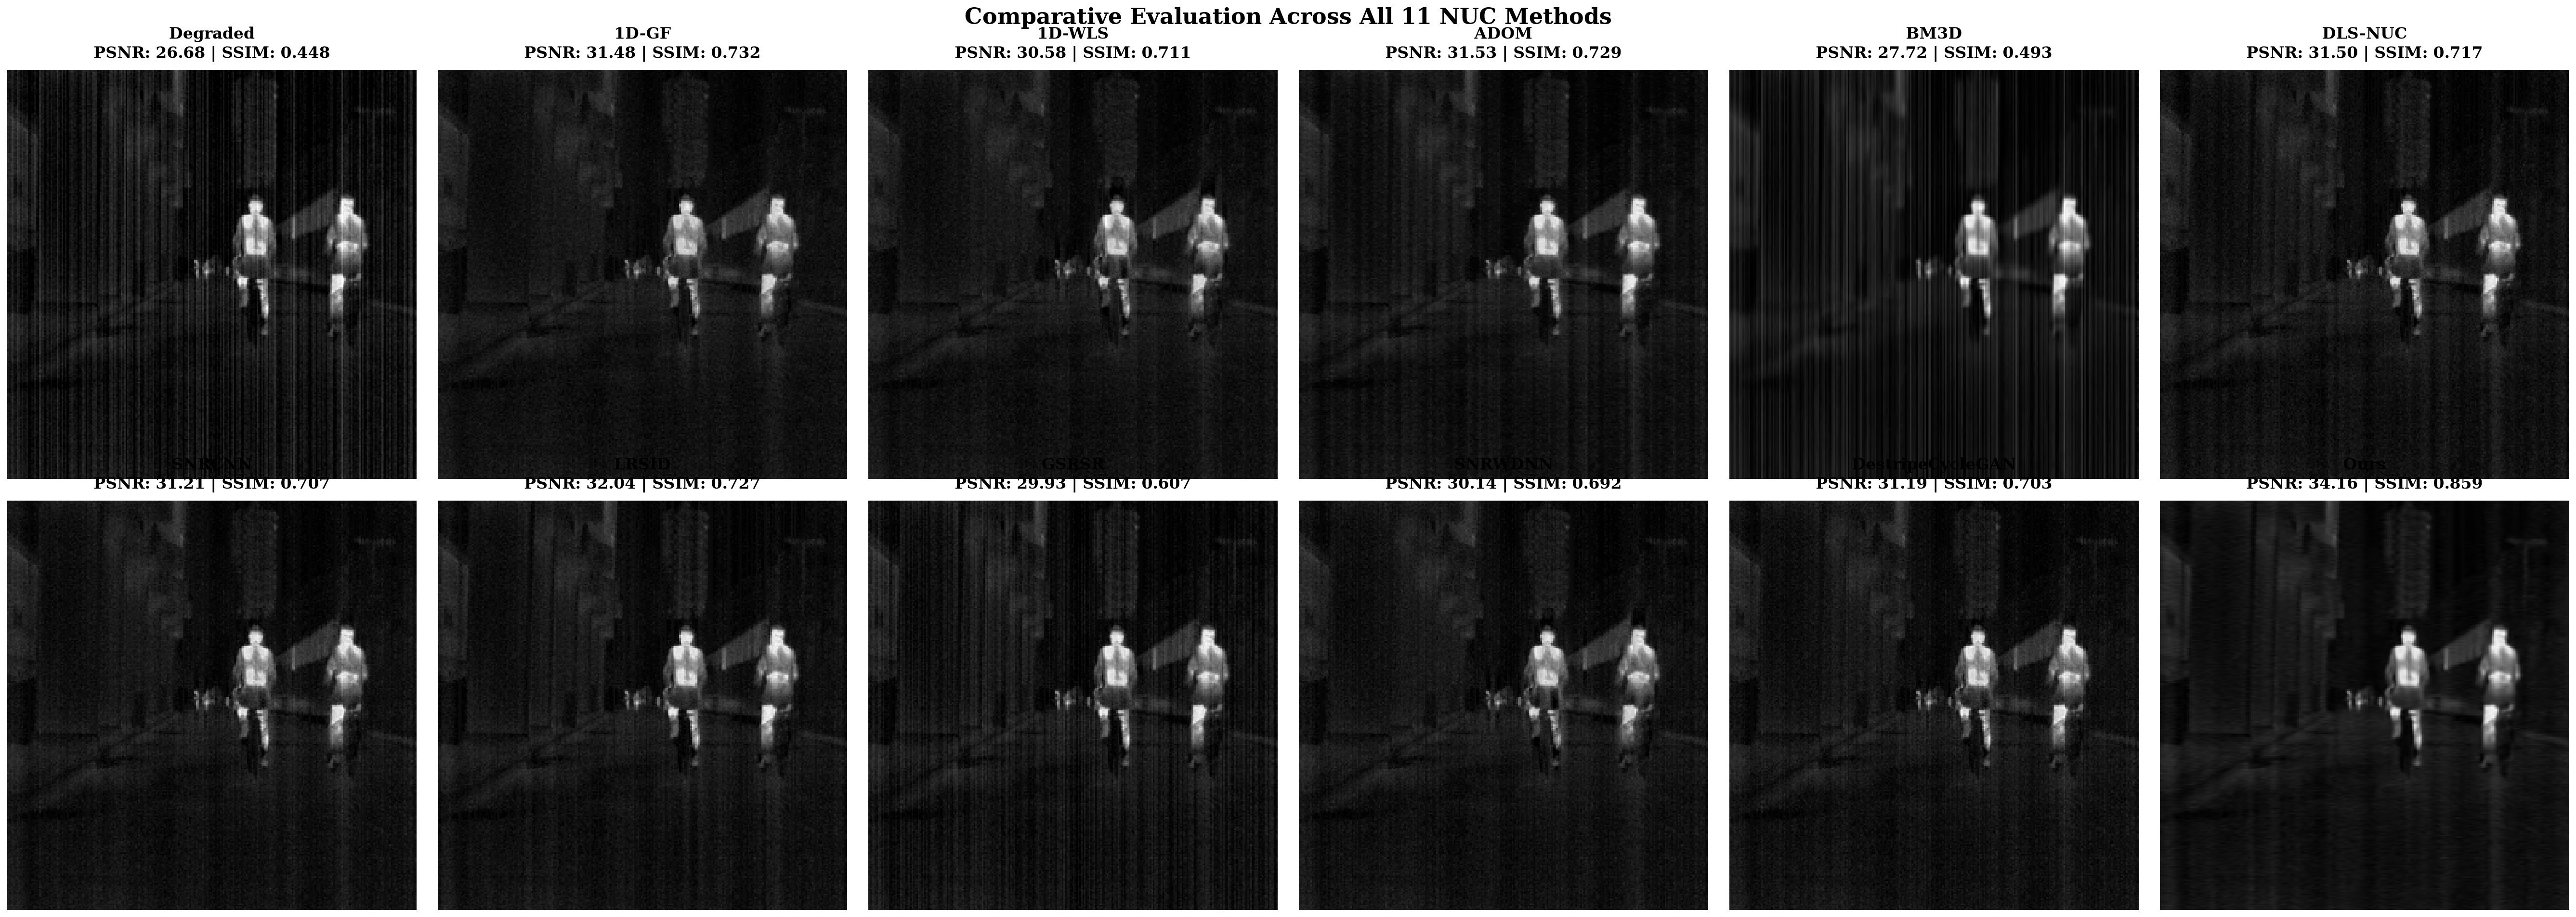 Comparative Evaluation Across All 11 NUC Methods
Degraded
PSNR: 26.68 | SSIM: 0.448
1D-GF
PSNR: 31.48 | SSIM: 0.732
1D-WLS
PSNR: 30.58 | SSIM: 0.711
ADOM
PSNR: 31.53 | SSIM: 0.729
BM3D
PSNR: 27.72 | SSIM: 0.493
DLS-NUC
PSNR: 31.50 | SSIM: 0.717
SNRCNN
PSNR: 31.21 | SSIM: 0.707
LRSID
PSNR: 32.04 | SSIM: 0.727
GSRSR
PSNR: 29.93 | SSIM: 0.607
SNRWDNN
PSNR: 30.14 | SSIM: 0.692
DestripeCycleGAN
PSNR: 31.19 | SSIM: 0.703
Ours
PSNR: 34.16 | SSIM: 0.859